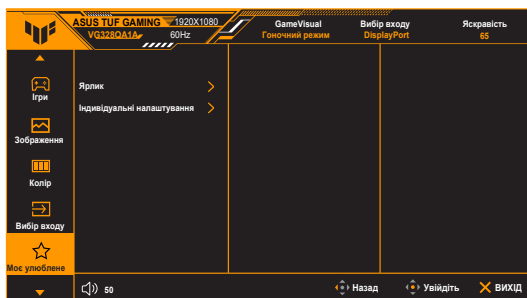 ASUS TUF GAMING 1920X1080 GameVisual Вибір входу Яскравість
VG328QA1A 60Hz Гоночний режим DisplayPort 65
Ігри
Ярлик
Індивідуальні налаштування
Зображення
Колір
Вибір входу
Моє улюблене
50 Назад Увійдіть ВИХІД